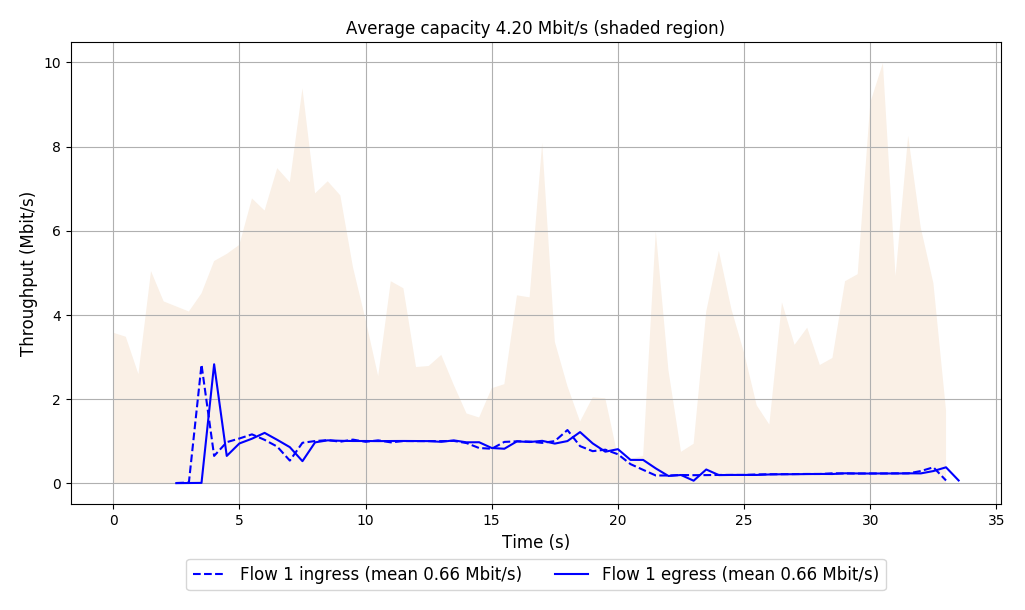 Average capacity 4.20 Mbit/s (shaded region)
Throughput (Mbit/s)
10
8
6
4
2
0
0 5 10 15 20 25 30 35
Time (s)
Flow 1 ingress (mean 0.66 Mbit/s) Flow 1 egress (mean 0.66 Mbit/s)